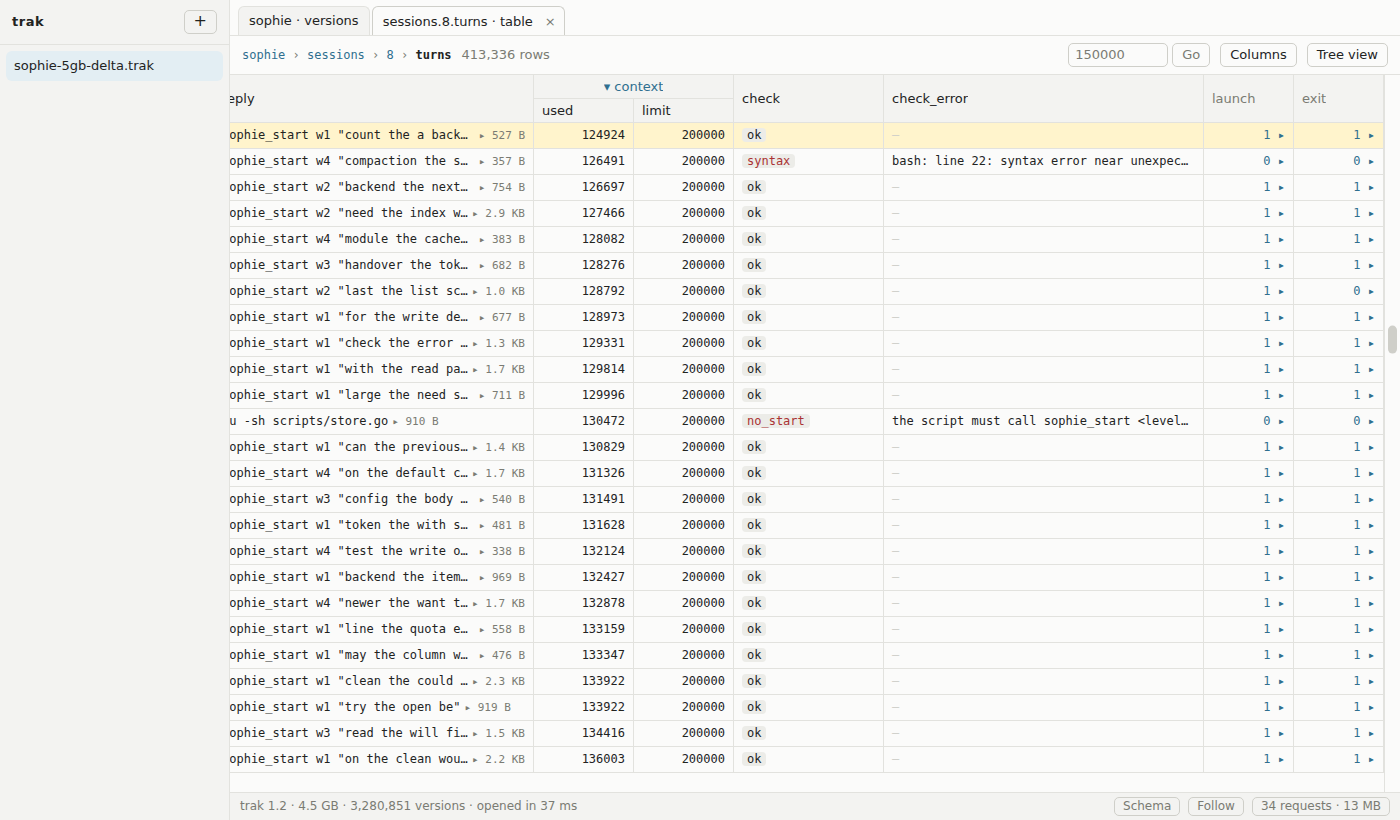 trak
+
sophie · versions
sessions.8.turns · table ×
sophie-5gb-delta.trak
sophie › sessions › 8 › turns 413,336 rows
150000 Go Columns Tree view
eply ▾ context check check_error launch exit
used limit
ophie_start w1 "count the a back… ▸ 527 B 124924 200000 ok — 1 ▸ 1 ▸
ophie_start w4 "compaction the s… ▸ 357 B 126491 200000 syntax bash: line 22: syntax error near unexpec… 0 ▸ 0 ▸
ophie_start w2 "backend the next… ▸ 754 B 126697 200000 ok — 1 ▸ 1 ▸
ophie_start w2 "need the index w… ▸ 2.9 KB 127466 200000 ok — 1 ▸ 1 ▸
ophie_start w4 "module the cache… ▸ 383 B 128082 200000 ok — 1 ▸ 1 ▸
ophie_start w3 "handover the tok… ▸ 682 B 128276 200000 ok — 1 ▸ 1 ▸
ophie_start w2 "last the list sc… ▸ 1.0 KB 128792 200000 ok — 1 ▸ 0 ▸
ophie_start w1 "for the write de… ▸ 677 B 128973 200000 ok — 1 ▸ 1 ▸
ophie_start w1 "check the error … ▸ 1.3 KB 129331 200000 ok — 1 ▸ 1 ▸
ophie_start w1 "with the read pa… ▸ 1.7 KB 129814 200000 ok — 1 ▸ 1 ▸
ophie_start w1 "large the need s… ▸ 711 B 129996 200000 ok — 1 ▸ 1 ▸
u -sh scripts/store.go ▸ 910 B 130472 200000 no_start the script must call sophie_start <level… 0 ▸ 0 ▸
ophie_start w1 "can the previous… ▸ 1.4 KB 130829 200000 ok — 1 ▸ 1 ▸
ophie_start w4 "on the default c… ▸ 1.7 KB 131326 200000 ok — 1 ▸ 1 ▸
ophie_start w3 "config the body … ▸ 540 B 131491 200000 ok — 1 ▸ 1 ▸
ophie_start w1 "token the with s… ▸ 481 B 131628 200000 ok — 1 ▸ 1 ▸
ophie_start w4 "test the write o… ▸ 338 B 132124 200000 ok — 1 ▸ 1 ▸
ophie_start w1 "backend the item… ▸ 969 B 132427 200000 ok — 1 ▸ 1 ▸
ophie_start w4 "newer the want t… ▸ 1.7 KB 132878 200000 ok — 1 ▸ 1 ▸
ophie_start w1 "line the quota e… ▸ 558 B 133159 200000 ok — 1 ▸ 1 ▸
ophie_start w1 "may the column w… ▸ 476 B 133347 200000 ok — 1 ▸ 1 ▸
ophie_start w1 "clean the could … ▸ 2.3 KB 133922 200000 ok — 1 ▸ 1 ▸
ophie_start w1 "try the open be" ▸ 919 B 133922 200000 ok — 1 ▸ 1 ▸
ophie_start w3 "read the will fi… ▸ 1.5 KB 134416 200000 ok — 1 ▸ 1 ▸
ophie_start w1 "on the clean wou… ▸ 2.2 KB 136003 200000 ok — 1 ▸ 1 ▸
trak 1.2 · 4.5 GB · 3,280,851 versions · opened in 37 ms
Schema Follow 34 requests · 13 MB